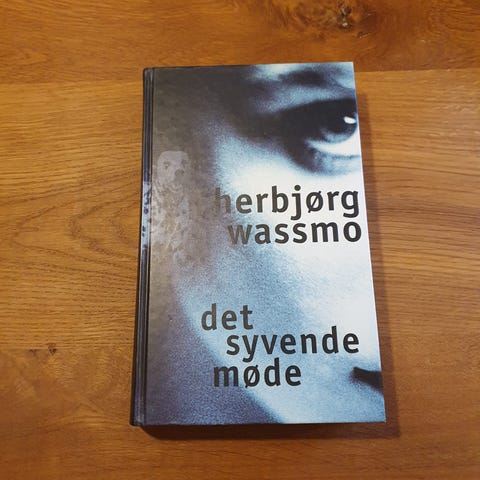 herbjørg
wassmo
det
syvende
møde